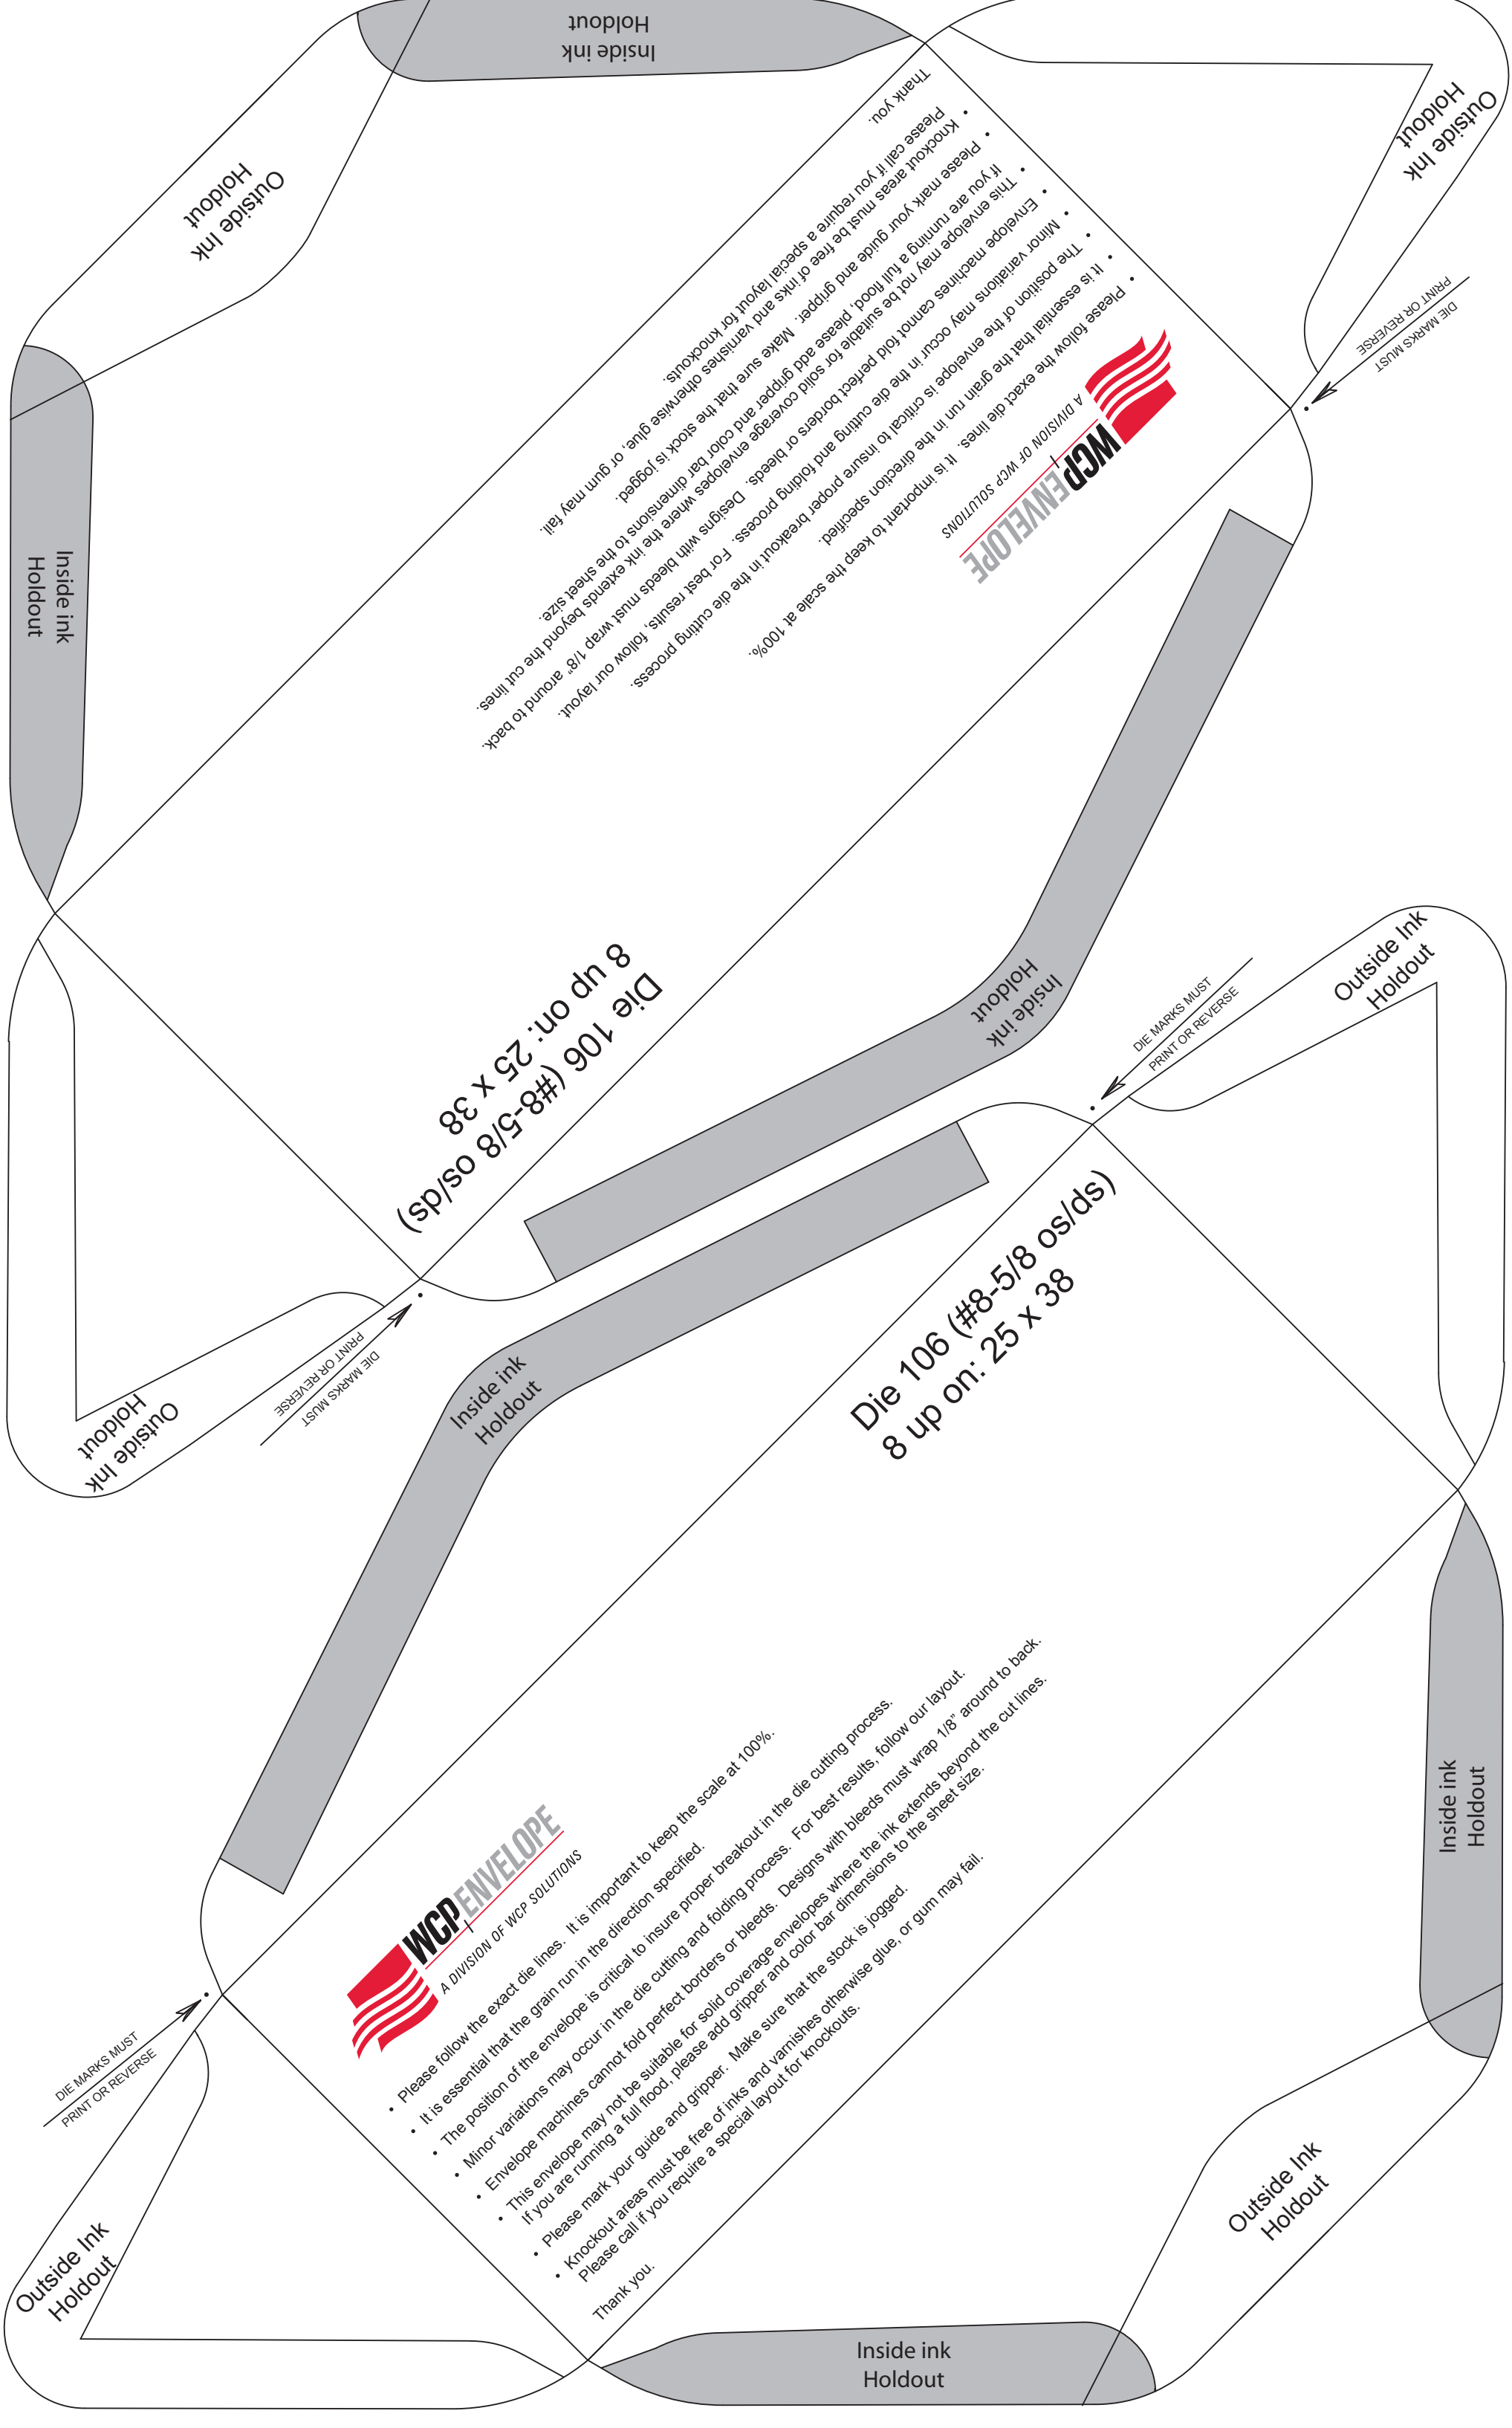 Inside ink
Holdout
Outside Ink
Holdout
Inside ink
Holdout
Outside Ink
Holdout
DIE MARKS MUST
PRINT OR REVERSE
WCP ENVELOPE
A DIVISION OF WCP SOLUTIONS
• Please follow the exact die lines. It is important to keep the scale at 100%.
• It is essential that the grain run in the direction specified.
• The position of the envelope is critical to insure proper breakout in the die cutting process.
• Minor variations may occur in the die cutting and folding process. For best results, follow our layout.
• Envelope machines cannot fold perfect borders or bleeds. Designs with bleeds must wrap 1/8" around to back.
• This envelope may not be suitable for solid coverage envelopes where the ink extends beyond the cut lines.
If you are running a full flood, please add gripper and color bar dimensions to the sheet size.
• Please mark your guide and gripper. Make sure that the stock is jogged.
• Knockout areas must be free of inks and varnishes otherwise glue, or gum may fail.
Please call if you require a special layout for knockouts.
Thank you.
Die 106 (#8-5/8 os/ds)
8 up on: 25 x 38
Inside ink
Holdout
DIE MARKS MUST
PRINT OR REVERSE
Outside Ink
Holdout
Outside Ink
Holdout
DIE MARKS MUST
PRINT OR REVERSE
Inside ink
Holdout
Die 106 (#8-5/8 os/ds)
8 up on: 25 x 38
WCP ENVELOPE
A DIVISION OF WCP SOLUTIONS
• Please follow the exact die lines. It is important to keep the scale at 100%.
• It is essential that the grain run in the direction specified.
• The position of the envelope is critical to insure proper breakout in the die cutting process.
• Minor variations may occur in the die cutting and folding process. For best results, follow our layout.
• Envelope machines cannot fold perfect borders or bleeds. Designs with bleeds must wrap 1/8" around to back.
• This envelope may not be suitable for solid coverage envelopes where the ink extends beyond the cut lines.
If you are running a full flood, please add gripper and color bar dimensions to the sheet size.
• Please mark your guide and gripper. Make sure that the stock is jogged.
• Knockout areas must be free of inks and varnishes otherwise glue, or gum may fail.
Please call if you require a special layout for knockouts.
Thank you.
DIE MARKS MUST
PRINT OR REVERSE
Inside ink
Holdout
Outside Ink
Holdout
Outside Ink
Holdout
Inside ink
Holdout